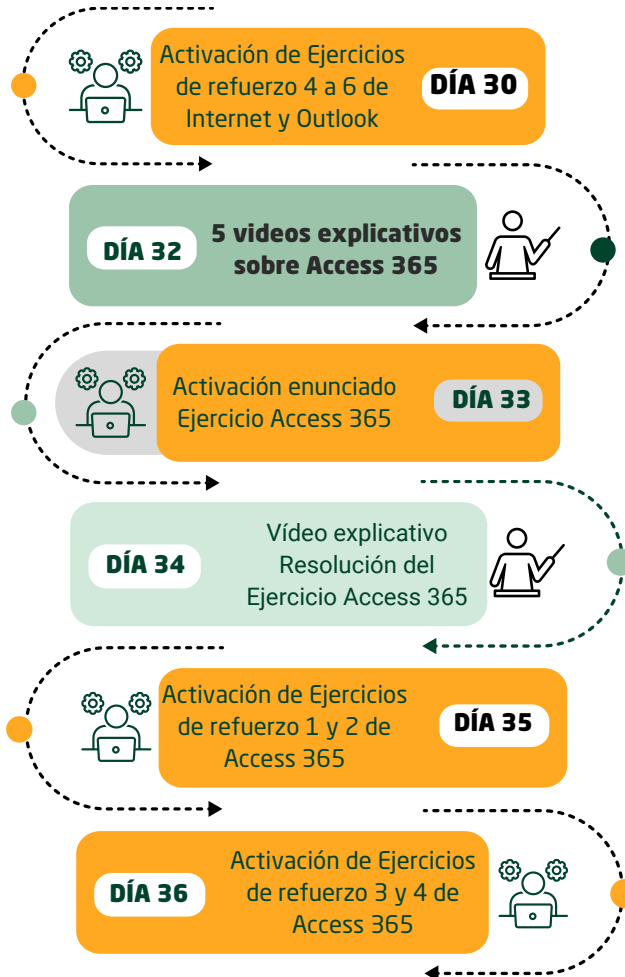 Activación de Ejercicios
de refuerzo 4 a 6 de
Internet y Outlook
DÍA 30
DÍA 32
5 videos explicativos
sobre Access 365
Activación enunciado
Ejercicio Access 365
DÍA 33
DÍA 34
Vídeo explicativo
Resolución del
Ejercicio Access 365
Activación de Ejercicios
de refuerzo 1 y 2 de
Access 365
DÍA 35
DÍA 36
Activación de Ejercicios
de refuerzo 3 y 4 de
Access 365